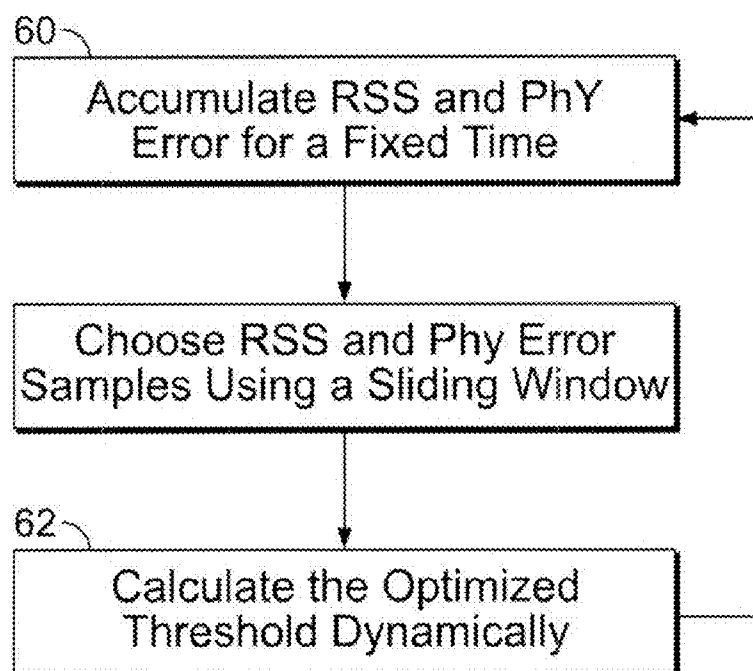 60
Accumulate RSS and PhY
Error for a Fixed Time
Choose RSS and Phy Error
Samples Using a Sliding Window
62
Calculate the Optimized
Threshold Dynamically